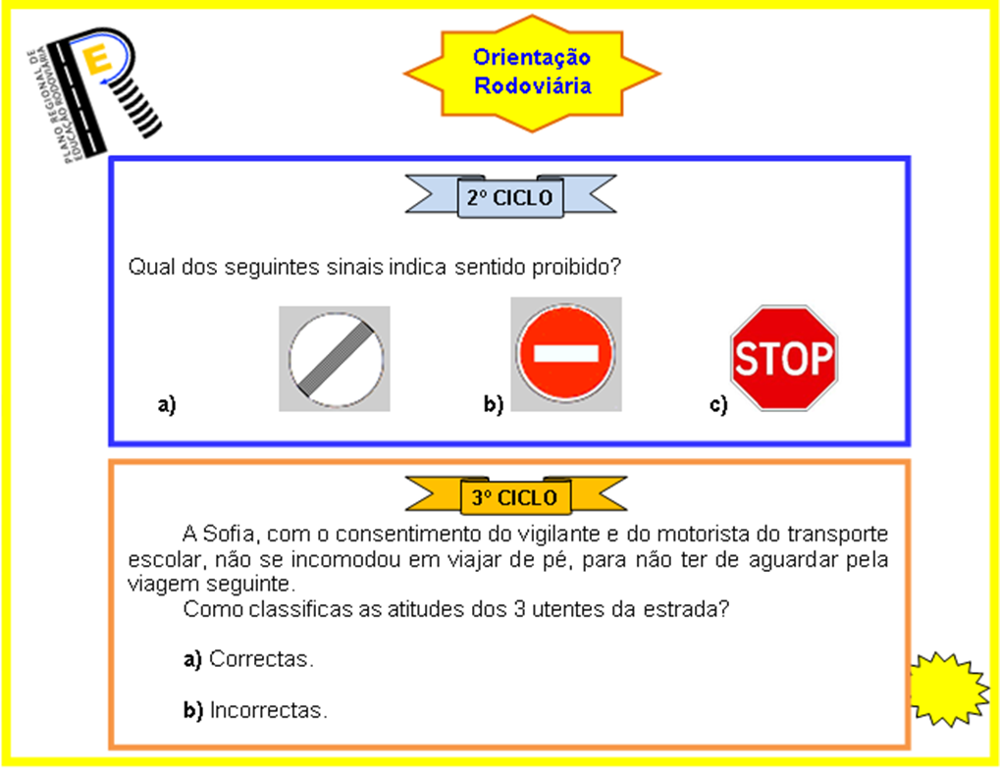 PLANO REGIONAL DE
EDUCAÇÃO RODOVIÁRIA
E
Orientação
Rodoviária
2º CICLO
Qual dos seguintes sinais indica sentido proibido?
a)
b)
c)
STOP
3º CICLO
A Sofia, com o consentimento do vigilante e do motorista do transporte
escolar, não se incomodou em viajar de pé, para não ter de aguardar pela
viagem seguinte.
Como classificas as atitudes dos 3 utentes da estrada?
a) Correctas.
b) Incorrectas.